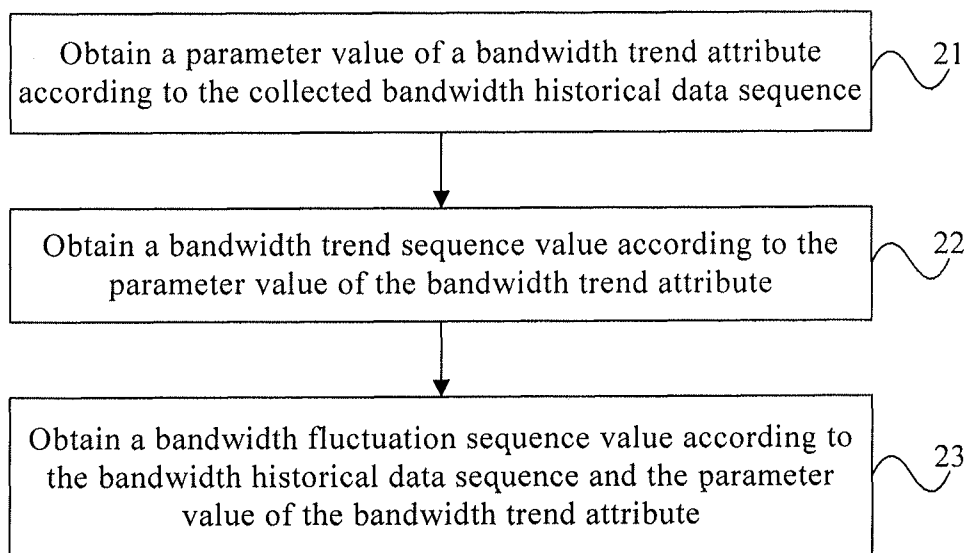 Obtain a parameter value of a bandwidth trend attribute
according to the collected bandwidth historical data sequence
21
Obtain a bandwidth trend sequence value according to the
parameter value of the bandwidth trend attribute
22
Obtain a bandwidth fluctuation sequence value according to
the bandwidth historical data sequence and the parameter
value of the bandwidth trend attribute
23